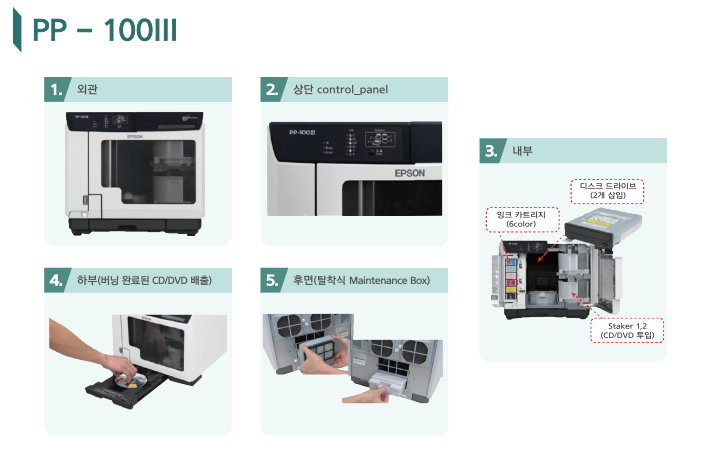 PP - 100III
1. 외관
PP-100III
EPSON
2. 상단 control_panel
PP-100III
EPSON
3. 내부
디스크 드라이브
(2개 삽입)
잉크 카트리지
(6color)
Staker 1,2
(CD/DVD 투입)
4. 하부(버닝 완료된 CD/DVD 배출)
5. 후면(탈착식 Maintenance Box)